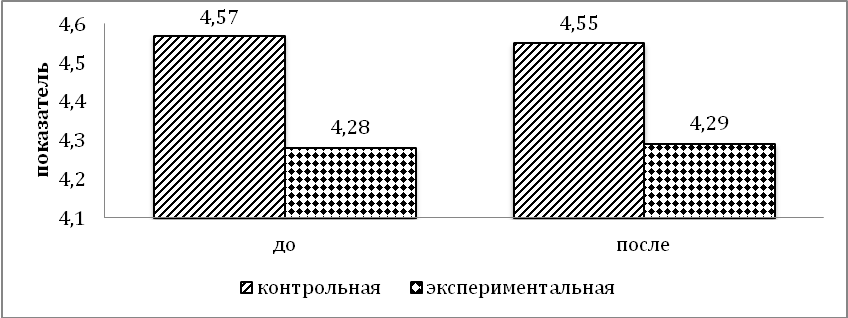 4,6
4,5
4,4
4,3
4,2
4,1
показатель
4,57
4,28
4,55
4,29
до
после
контрольная
экспериментальная